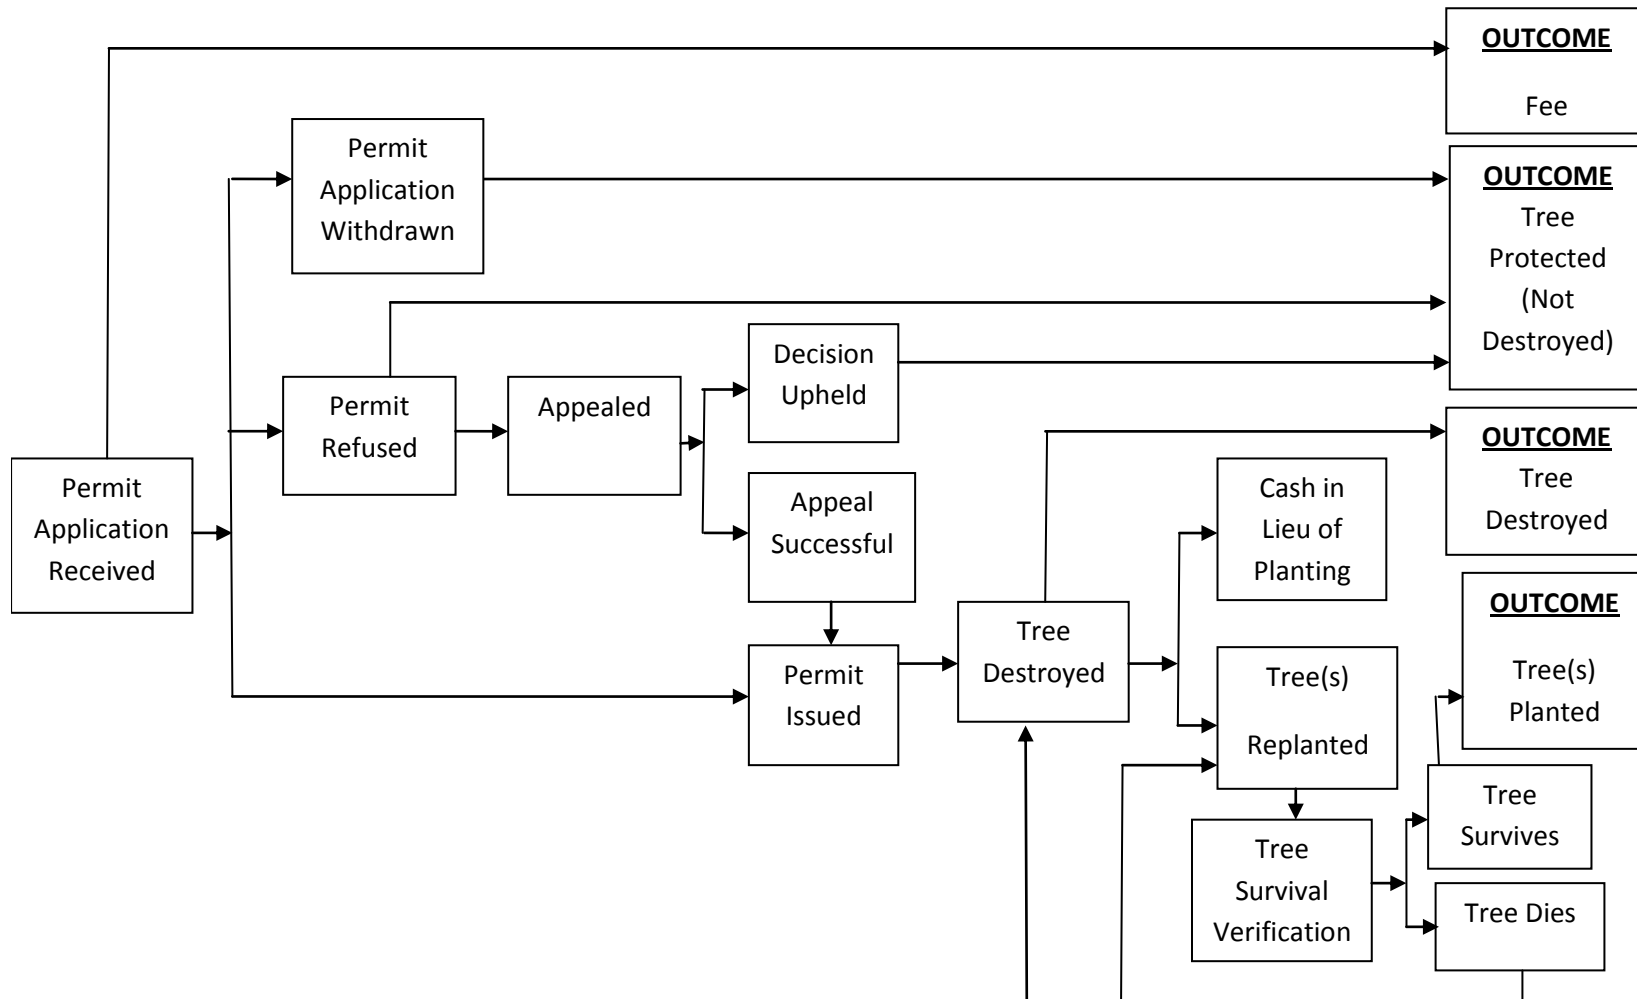 OUTCOME
Fee
Permit
Application
Withdrawn
OUTCOME
Tree
Protected
(Not
Destroyed)
Permit
Refused
Appealed
Decision
Upheld
Permit
Application
Received
Appeal
Successful
OUTCOME
Tree
Destroyed
Cash in
Lieu of
Planting
Permit
Issued
Tree
Destroyed
Tree(s)
Replanted
OUTCOME
Tree(s)
Planted
Tree
Survival
Verification
Tree
Survives
Tree Dies